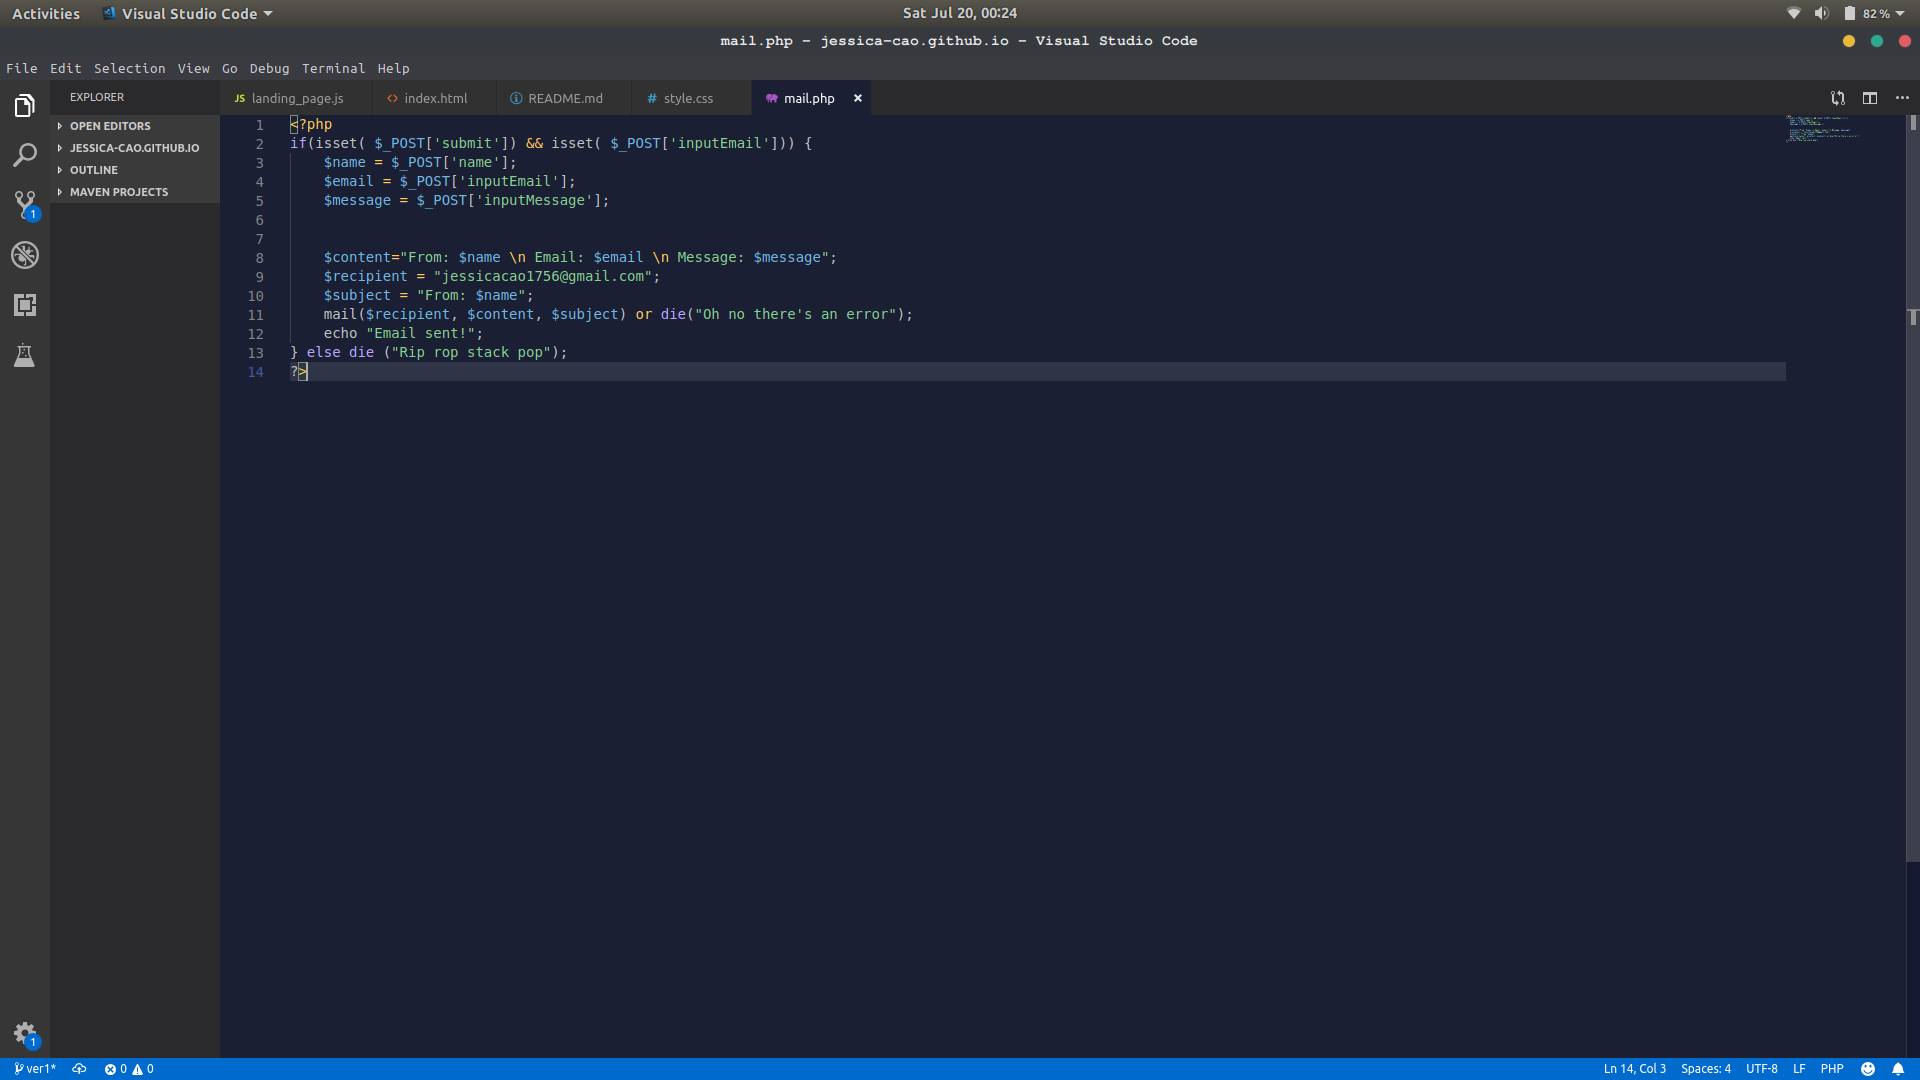 Activities Visual Studio Code Sat Jul 20, 00:24 82 %
mail.php - jessica-cao.github.io - Visual Studio Code
File Edit Selection View Go Debug Terminal Help
EXPLORER
OPEN EDITORS
JESSICA-CAO.GITHUB.IO
OUTLINE
MAVEN PROJECTS
1
1
JS landing_page.js <> index.html README.md # style.css mail.php ×
1 <?php
2 if(isset( $_POST['submit']) && isset( $_POST['inputEmail'])) {
3 $name = $_POST['name'];
4 $email = $_POST['inputEmail'];
5 $message = $_POST['inputMessage'];
6
7
8 $content="From: $name \n Email: $email \n Message: $message";
9 $recipient = "jessicacao1756@gmail.com";
10 $subject = "From: $name";
11 mail($recipient, $content, $subject) or die("Oh no there's an error");
12 echo "Email sent!";
13 } else die ("Rip rop stack pop");
14 ?>
ver1* 0 0 Ln 14, Col 3 Spaces: 4 UTF-8 LF PHP